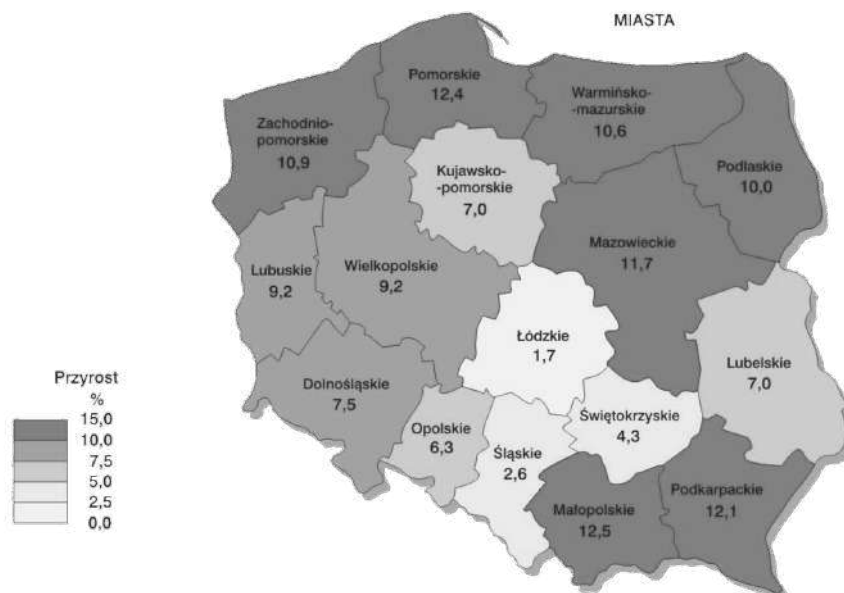 MIASTA
Pomorskie
12,4
Warmińsko-
-mazurskie
10,6
Zachodnio-
pomorskie
10,9
Podlaskie
10,0
Kujawsko-
-pomorskie
7,0
Mazowieckie
11,7
Lubuskie
9,2
Wielkopolskie
9,2
Łódzkie
1,7
Lubelskie
7,0
Dolnośląskie
7,5
Opolskie
6,3
Śląskie
2,6
Świętokrzyskie
4,3
Małopolskie
12,5
Podkarpackie
12,1
Przyrost
%
15,0
10,0
7,5
5,0
2,5
0,0